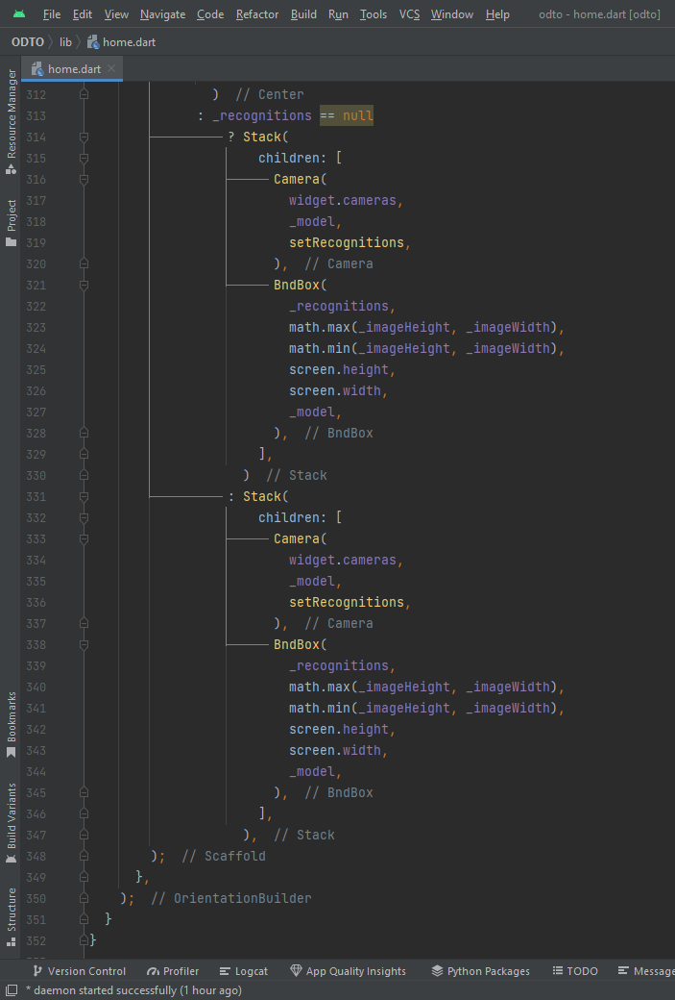 File Edit View Navigate Code Refactor Build Run Tools VCS Window Help odto - home.dart [odto]
ODTO lib home.dart
home.dart
Resource Manager
Project
Bookmarks
Build Variants
Structure
312 ) // Center
313 : _recognitions == null
314 ? Stack(
315 children: [
316 Camera(
317 widget.cameras,
318 _model,
319 setRecognitions,
320 ), // Camera
321 BndBox(
322 _recognitions,
323 math.max(_imageHeight, _imageWidth),
324 math.min(_imageHeight, _imageWidth),
325 screen.height,
326 screen.width,
327 _model,
328 ), // BndBox
329 ],
330 ) // Stack
331 : Stack(
332 children: [
333 Camera(
334 widget.cameras,
335 _model,
336 setRecognitions,
337 ), // Camera
338 BndBox(
339 _recognitions,
340 math.max(_imageHeight, _imageWidth),
341 math.min(_imageHeight, _imageWidth),
342 screen.height,
343 screen.width,
344 _model,
345 ), // BndBox
346 ],
347 ), // Stack
348 ); // Scaffold
349 },
350 ); // OrientationBuilder
351 }
352 }
Version Control Profiler Logcat App Quality Insights Python Packages TODO Message
* daemon started successfully (1 hour ago)